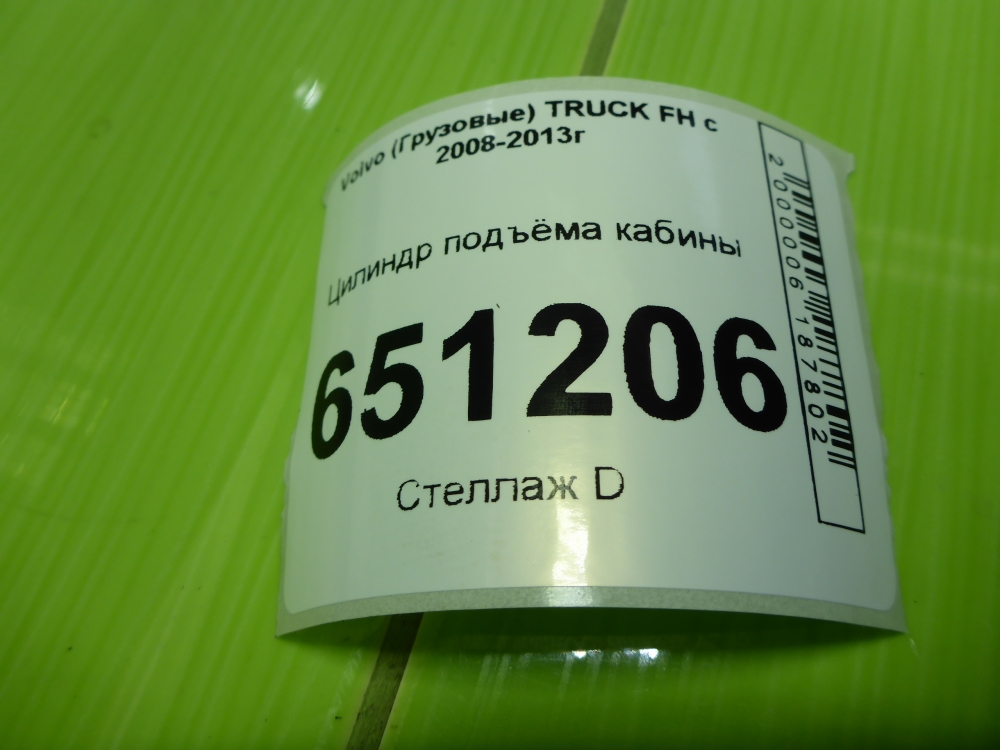 Volvo (Грузовые) TRUCK FH с
2008-2013г
Цилиндр подъёма кабины
651206
Стеллаж D
2000006187802